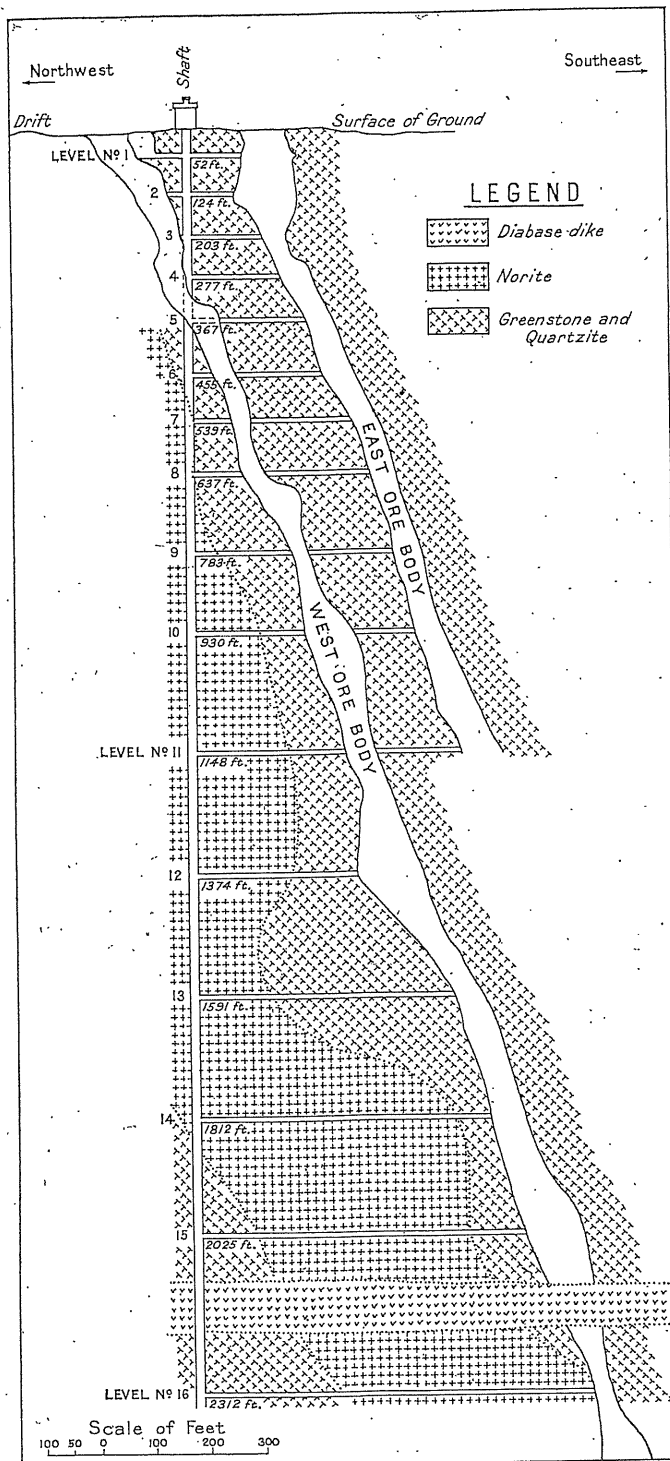 Northwest
Shaft
Southeast
Drift
Surface of Ground
LEVEL Nº 1
52 ft.
2
124 ft.
3
203 ft.
4
277 ft.
5
367 ft.
6
455 ft.
7
539 ft.
8
637 ft.
9
783 ft.
10
930 ft.
LEVEL Nº 11
1148 ft.
12
1374 ft.
13
1591 ft.
14
1812 ft.
15
2025 ft.
LEVEL Nº 16
2312 ft.
EAST ORE BODY
WEST ORE BODY
LEGEND
Diabase-dike
Norite
Greenstone and
Quartzite
Scale of Feet
100 50 0 100 200 300